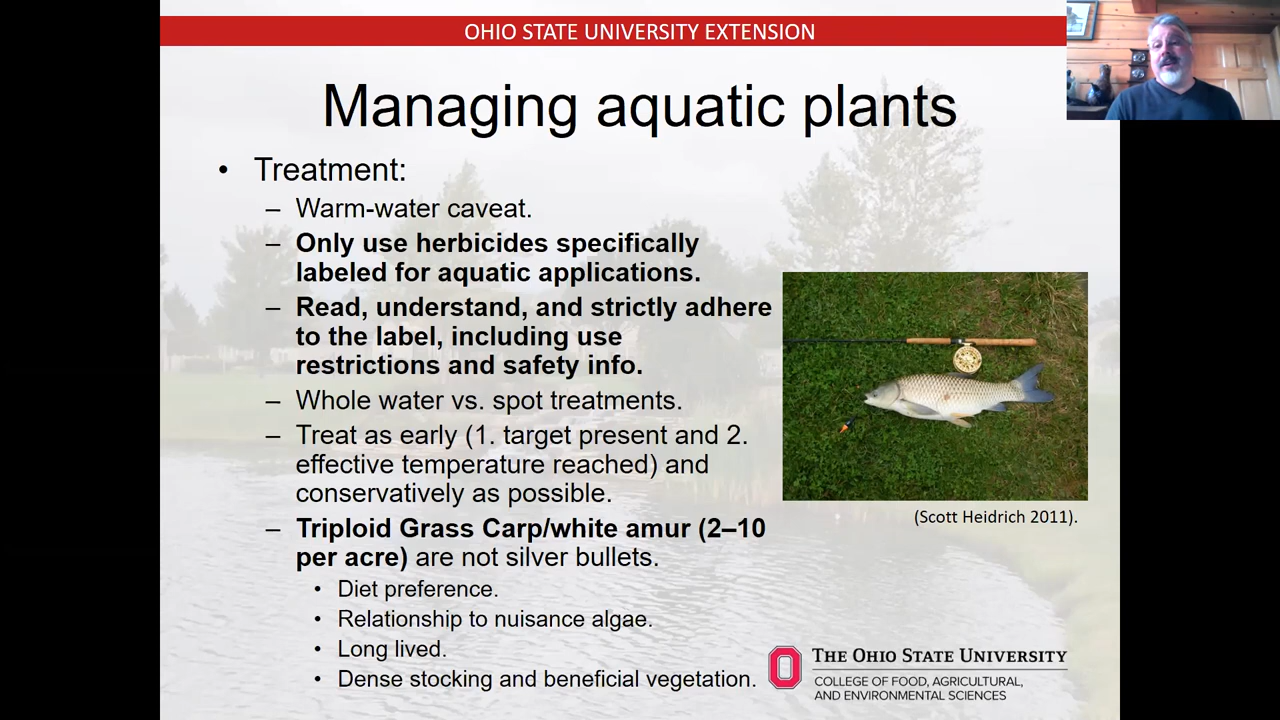 OHIO STATE UNIVERSITY EXTENSION
Managing aquatic plants
• Treatment:
– Warm-water caveat.
– Only use herbicides specifically
labeled for aquatic applications.
– Read, understand, and strictly adhere
to the label, including use
restrictions and safety info.
– Whole water vs. spot treatments.
– Treat as early (1. target present and 2.
effective temperature reached) and
conservatively as possible.
– Triploid Grass Carp/white amur (2–10
per acre) are not silver bullets.
• Diet preference.
• Relationship to nuisance algae.
• Long lived.
• Dense stocking and beneficial vegetation.
(Scott Heidrich 2011).
THE OHIO STATE UNIVERSITY
COLLEGE OF FOOD, AGRICULTURAL,
AND ENVIRONMENTAL SCIENCES